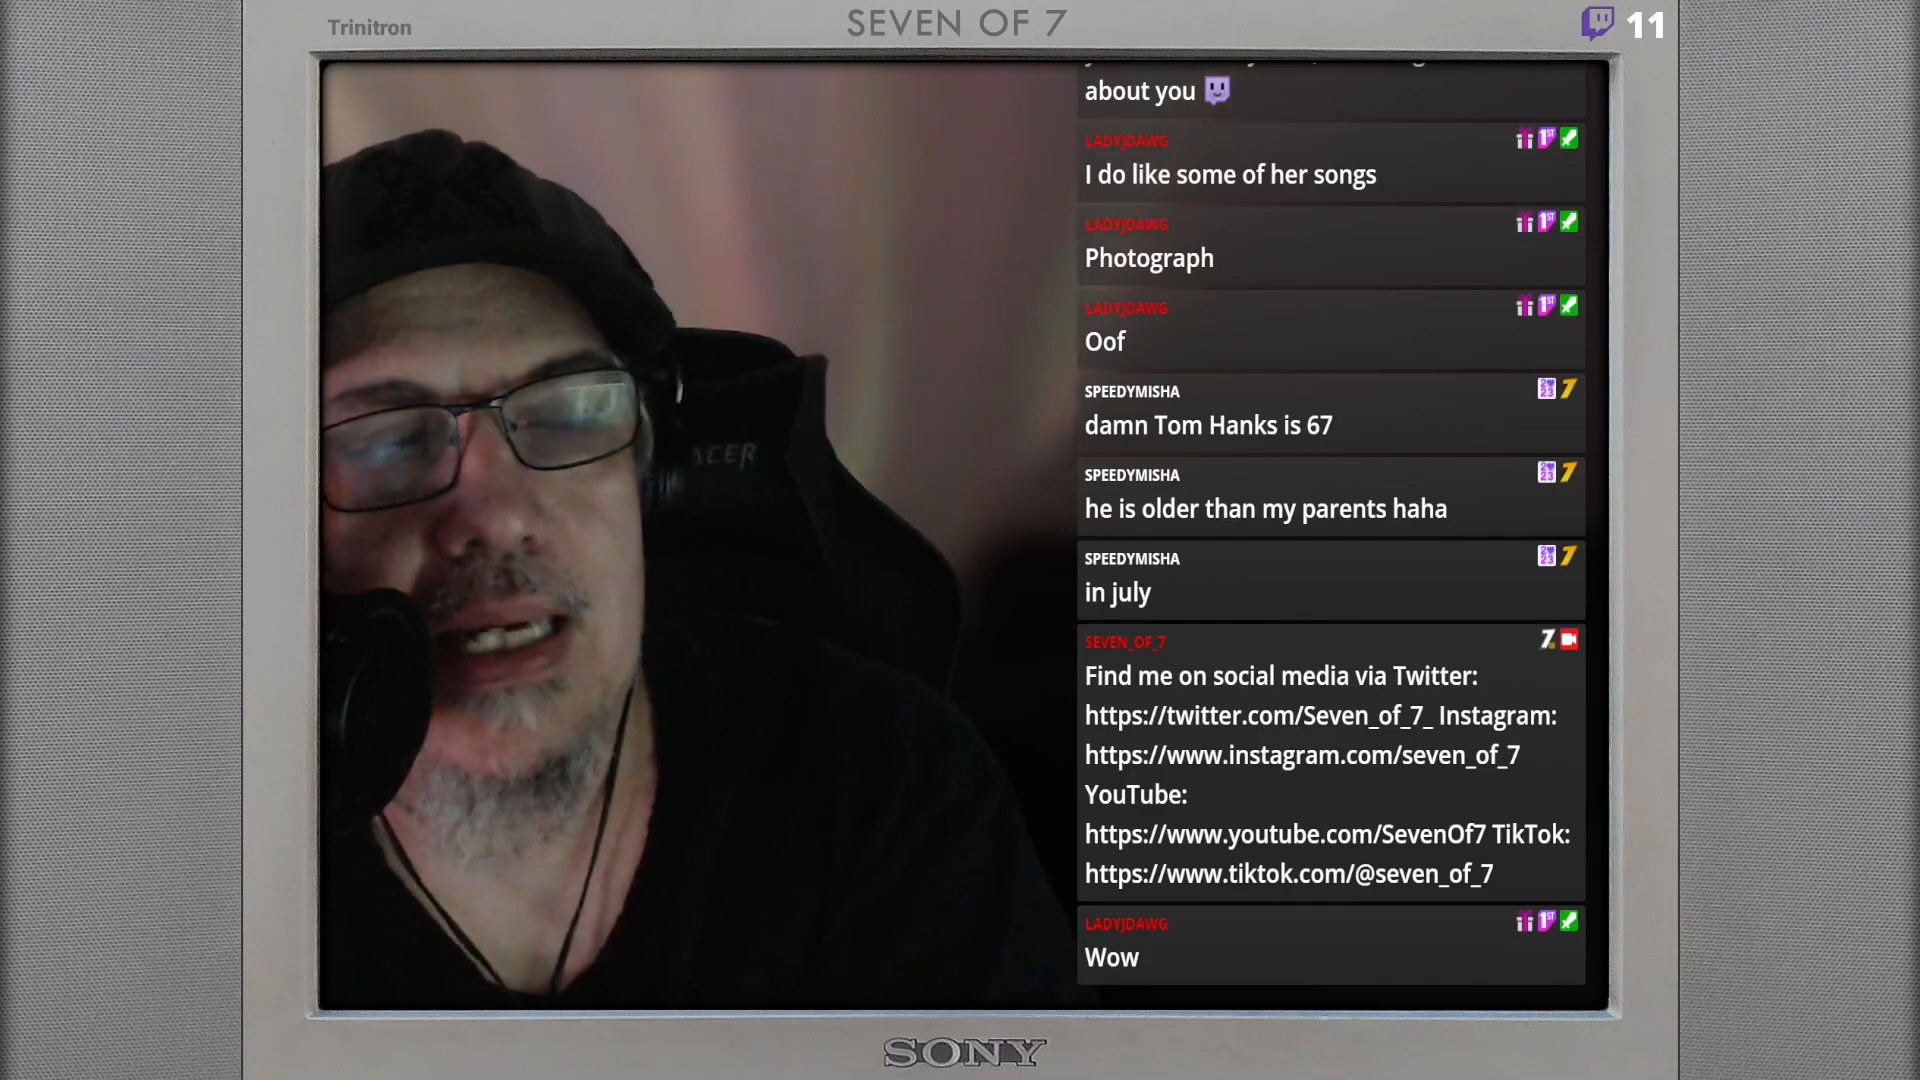 Trinitron
SEVEN OF 7
11
about you
LADYJDAWG
I do like some of her songs
LADYJDAWG
Photograph
LADYJDAWG
Oof
SPEEDYMISHA
damn Tom Hanks is 67
SPEEDYMISHA
he is older than my parents haha
SPEEDYMISHA
in july
SEVEN_OF_7
Find me on social media via Twitter:
https://twitter.com/Seven_of_7_ Instagram:
https://www.instagram.com/seven_of_7
YouTube:
https://www.youtube.com/SevenOf7 TikTok:
https://www.tiktok.com/@seven_of_7
LADYJDAWG
Wow
SONY